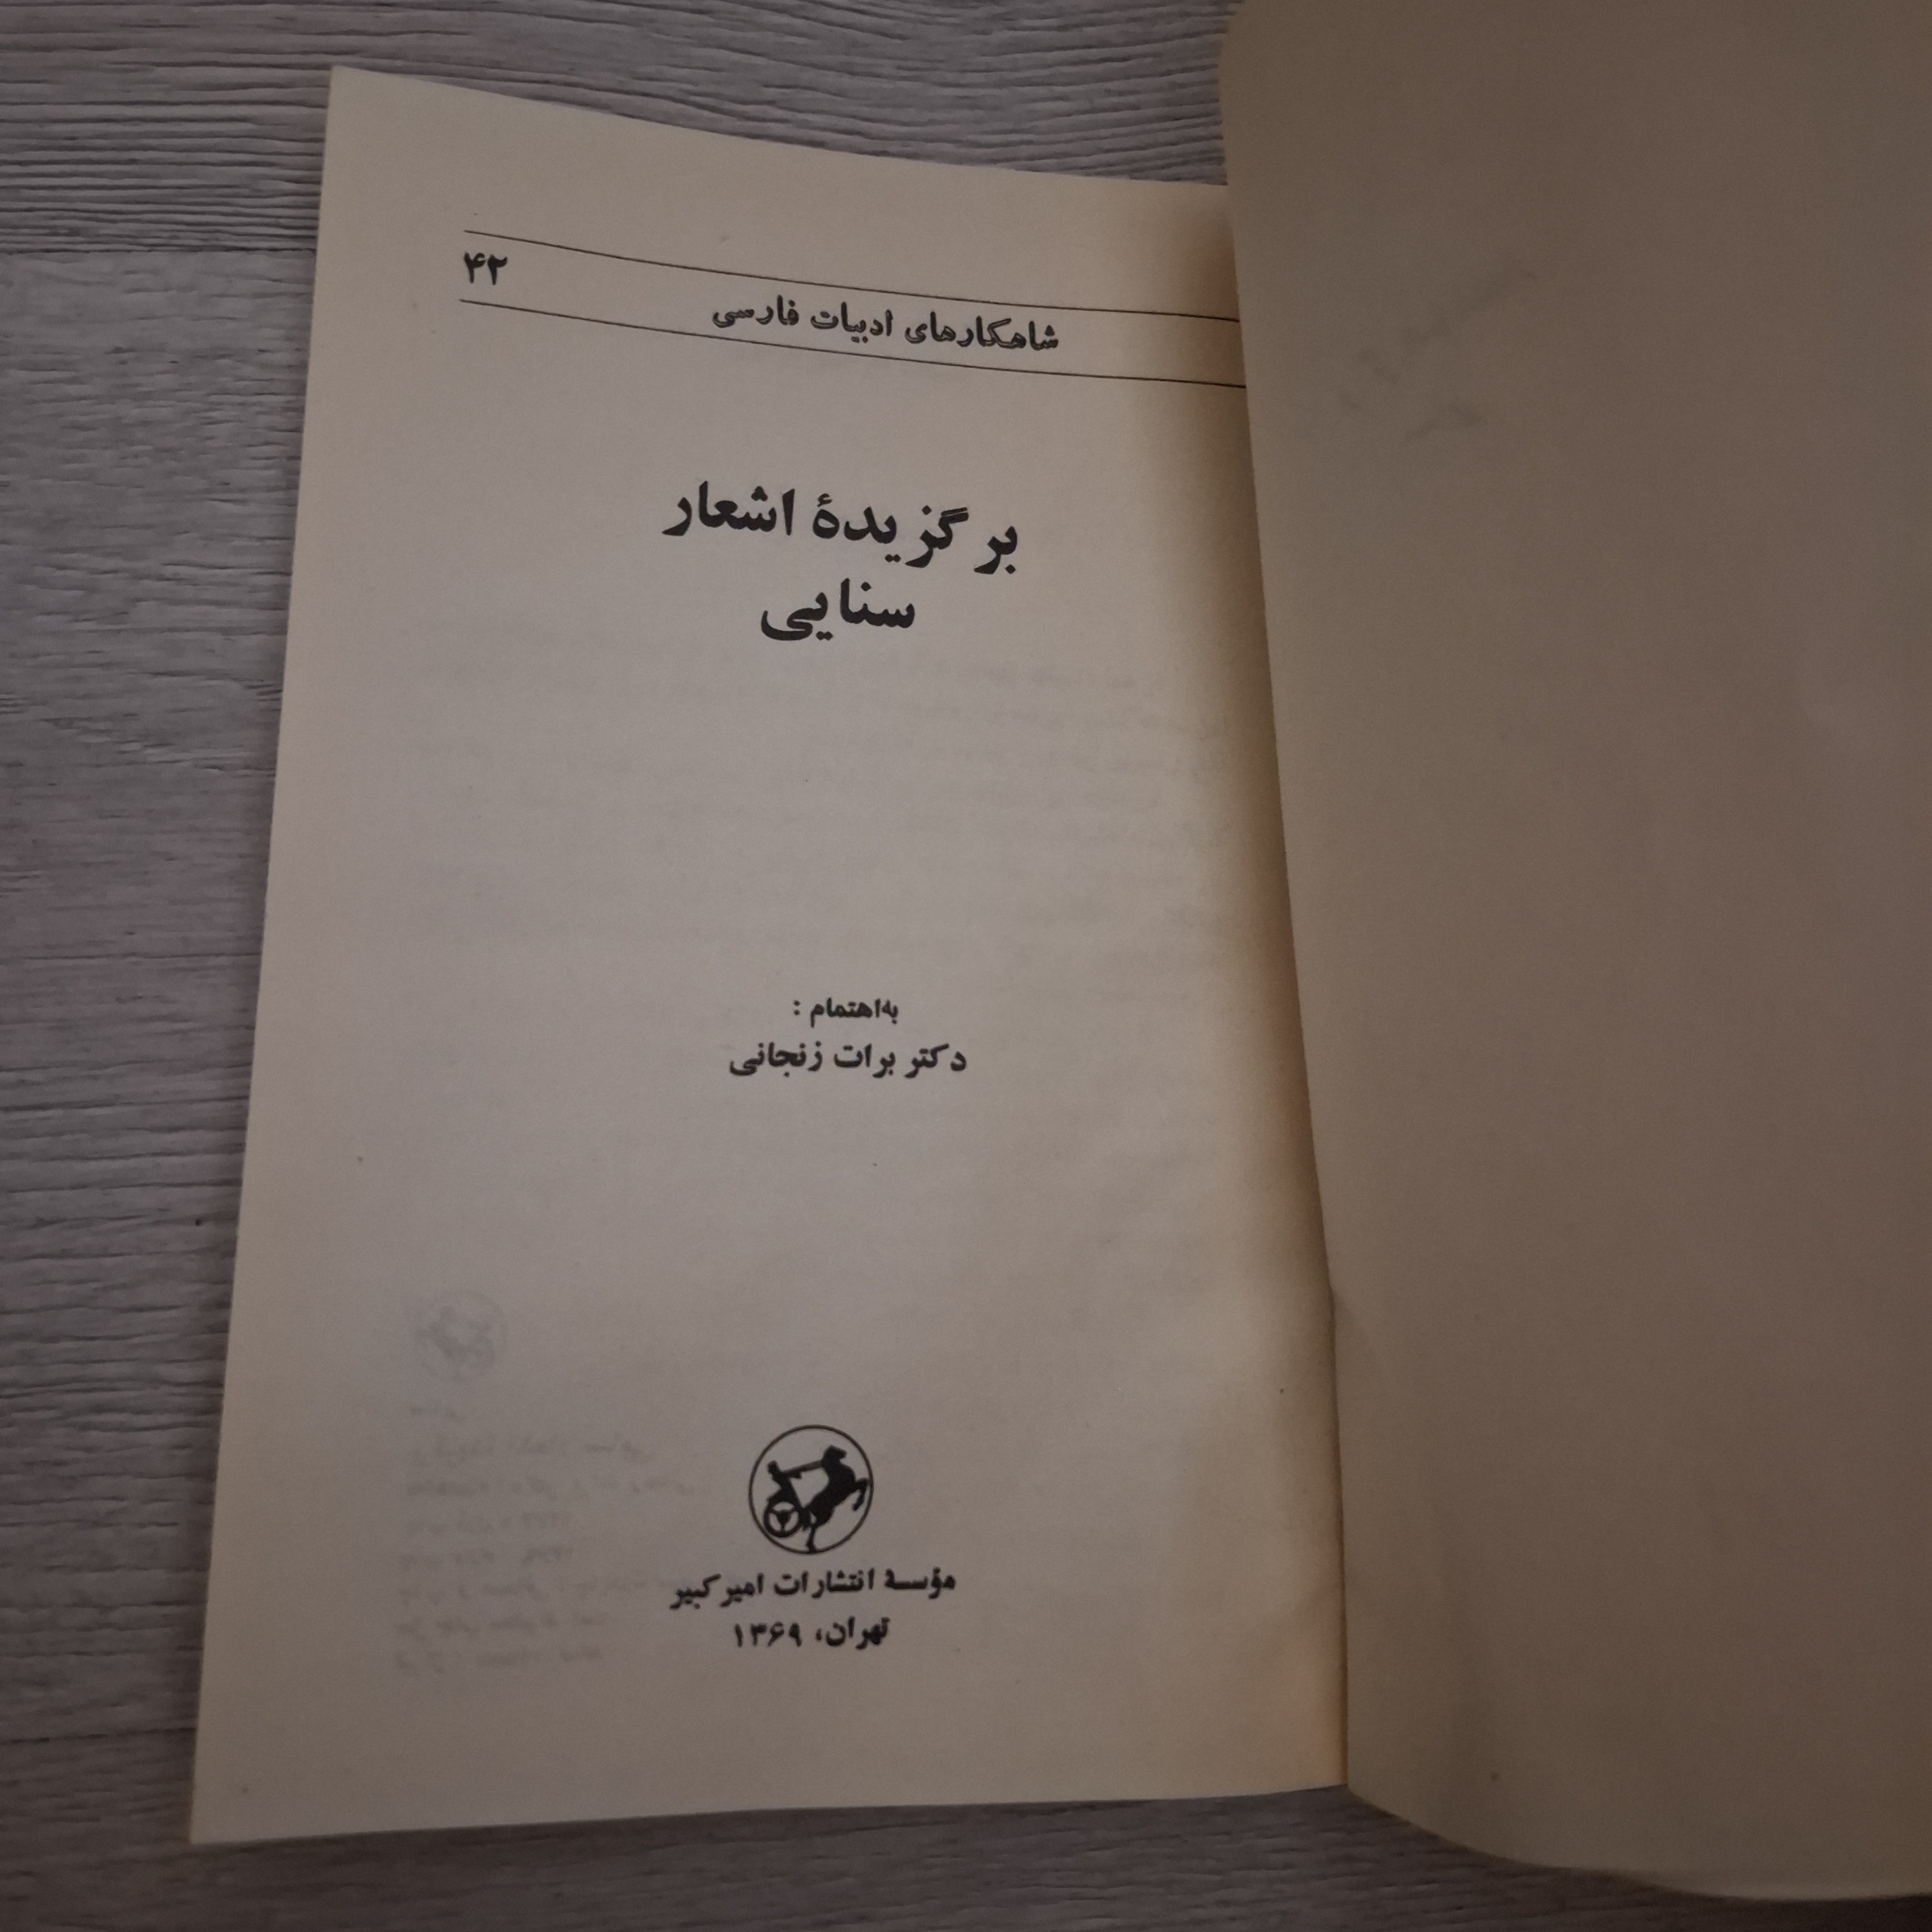 ۴۲
شاهکارهای ادبیات فارسی
برگزیدهٔ اشعار
سنایی
به‌اهتمام :
دکتر برات زنجانی
مؤسسهٔ انتشارات امیرکبیر
تهران، ۱۳۶۹